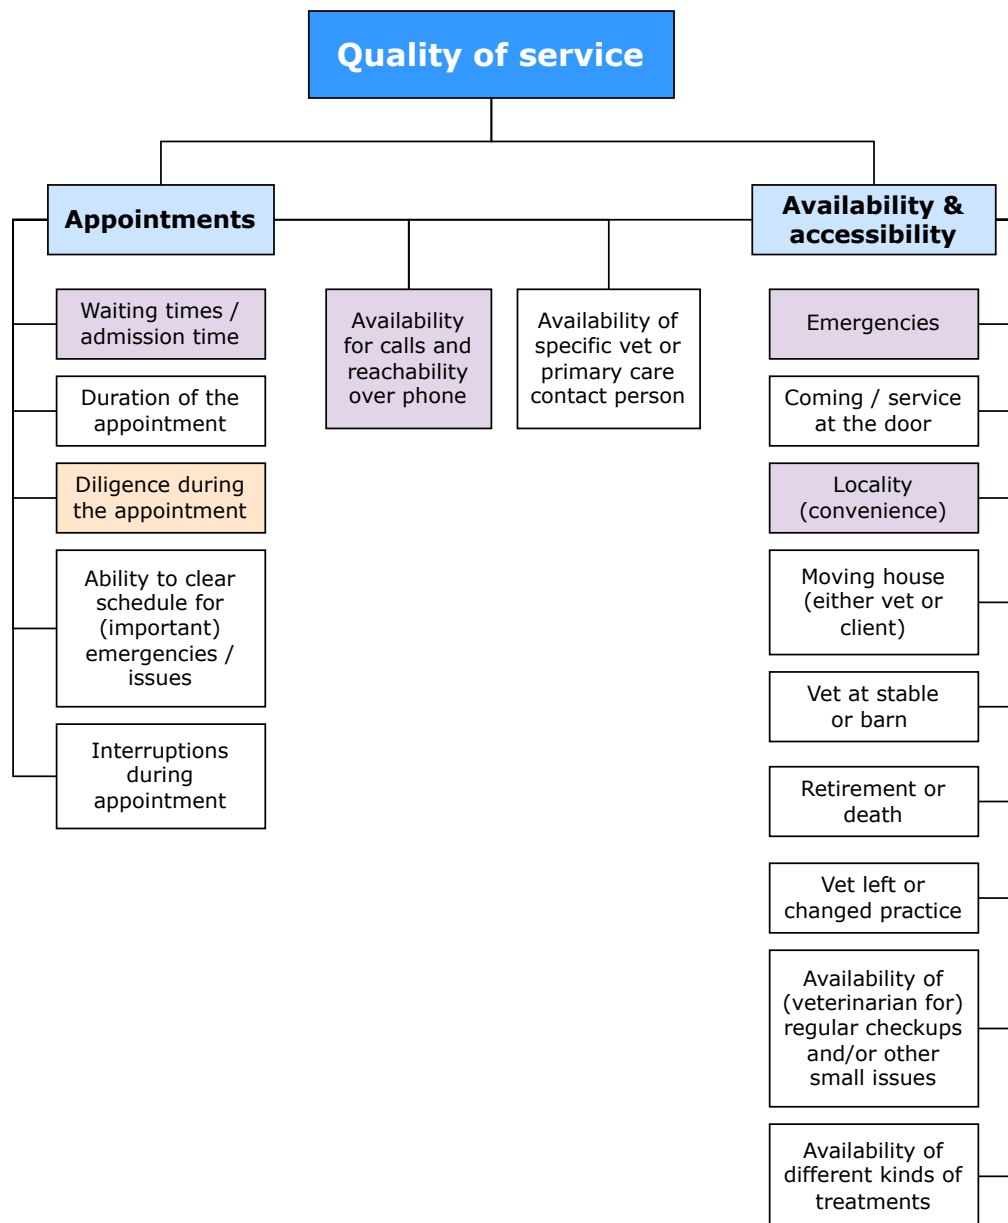 Quality of service
Appointments
Availability &
accessibility
Waiting times /
admission time
Duration of the
appointment
Diligence during
the appointment
Ability to clear
schedule for
(important)
emergencies /
issues
Interruptions
during
appointment
Availability
for calls and
reachability
over phone
Availability of
specific vet or
primary care
contact person
Emergencies
Coming / service
at the door
Locality
(convenience)
Moving house
(either vet or
client)
Vet at stable
or barn
Retirement or
death
Vet left or
changed practice
Availability of
(veterinarian for)
regular checkups
and/or other
small issues
Availability of
different kinds of
treatments